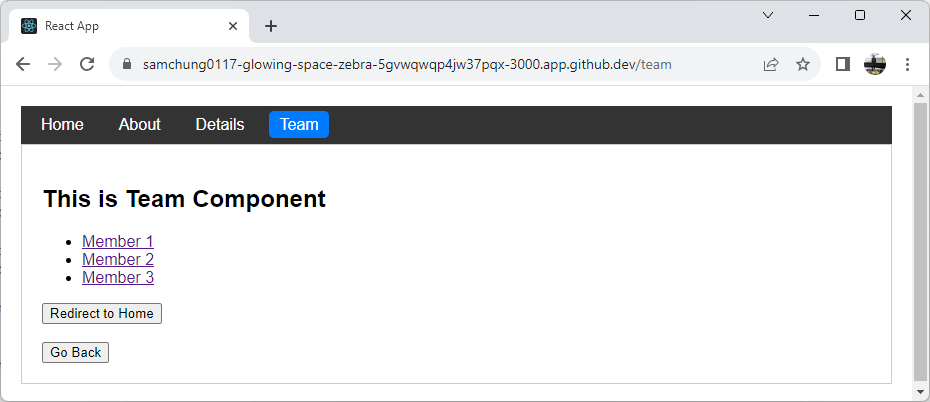 React App
samchung0117-glowing-space-zebra-5gvwqwqp4jw37pqx-3000.app.github.dev/team
Home About Details Team
This is Team Component
Member 1
Member 2
Member 3
Redirect to Home
Go Back